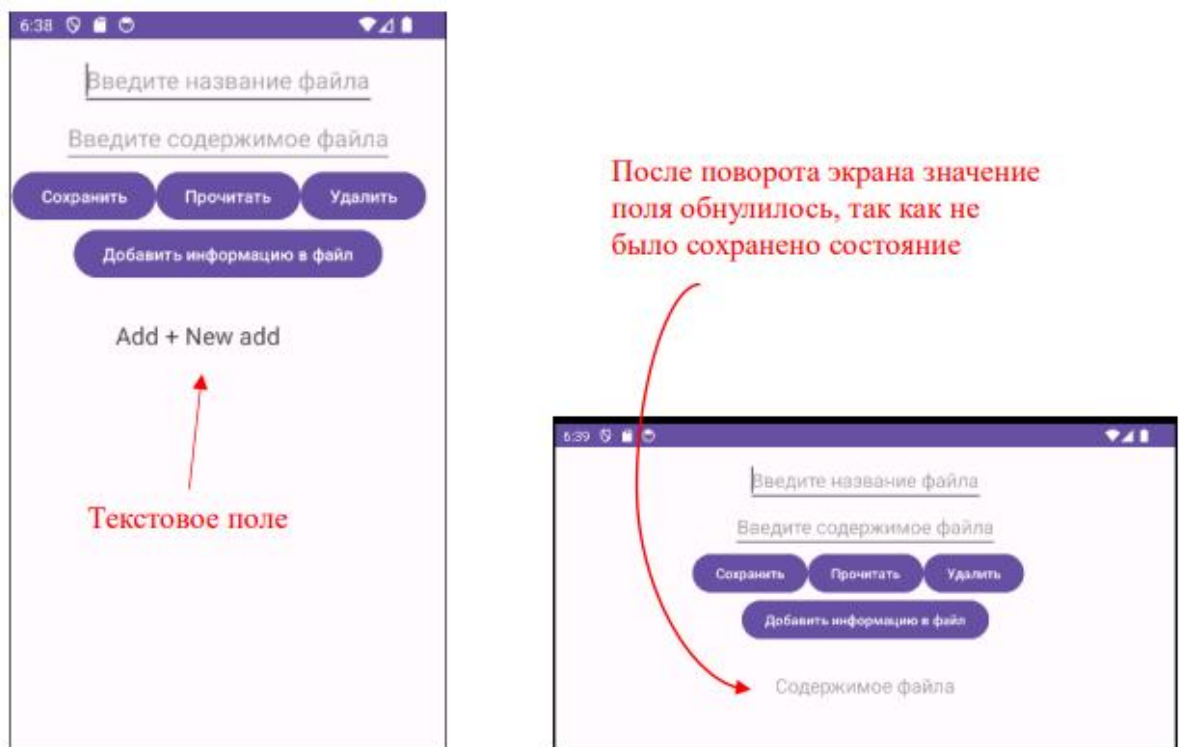 6:38
Введите название файла
Введите содержимое файла
Сохранить Прочитать Удалить
Добавить информацию в файл
Add + New add
Текстовое поле
После поворота экрана значение
поля обнулилось, так как не
было сохранено состояние
6:39
Введите название файла
Введите содержимое файла
Сохранить Прочитать Удалить
Добавить информацию в файл
Содержимое файла